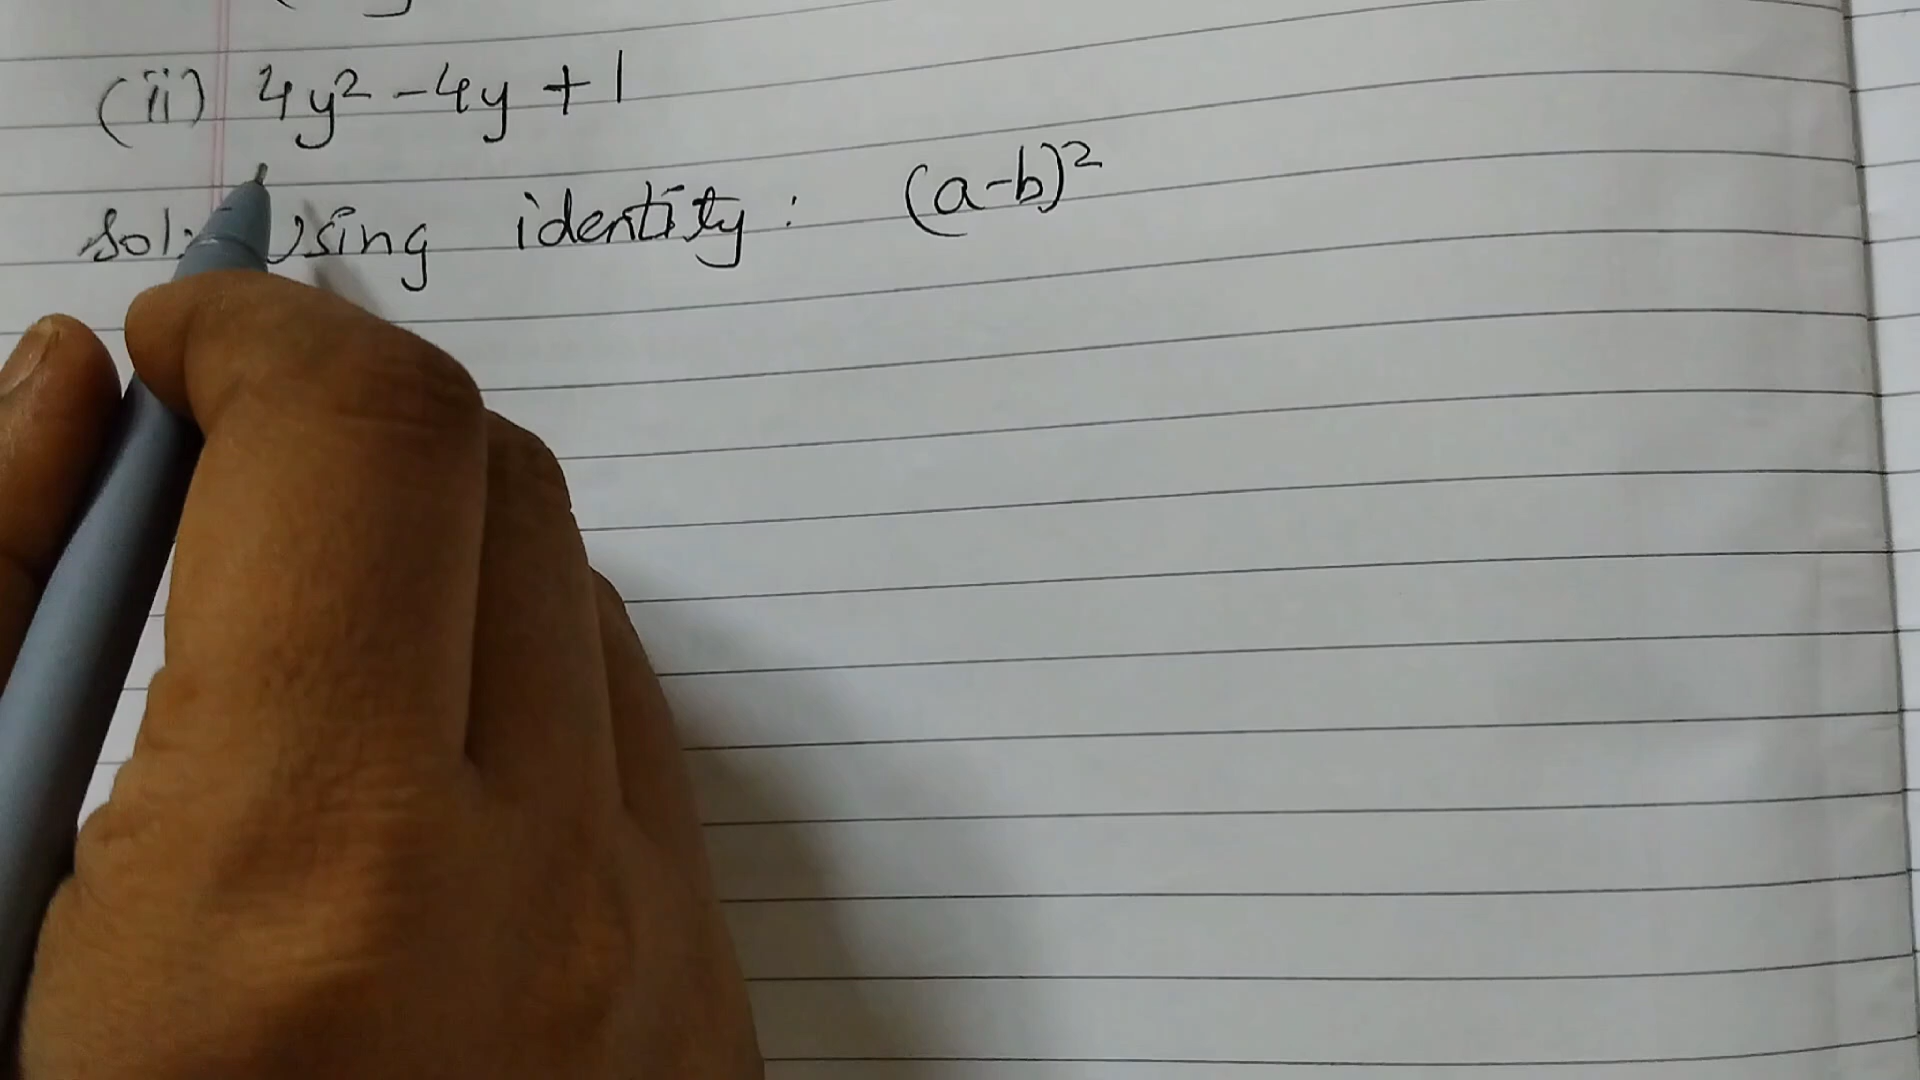 (ii) 4y² - 4y + 1
Sol: Using identity : (a-b)²